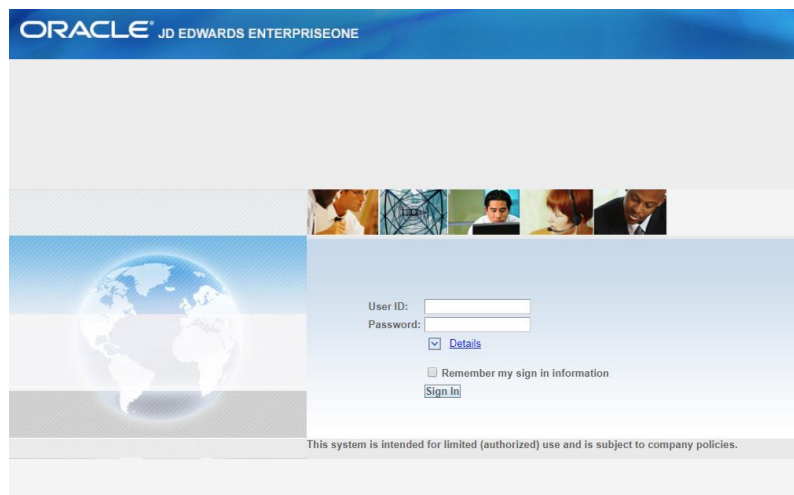 ORACLE® JD EDWARDS ENTERPRISEONE
User ID:
Password:
Details
Remember my sign in information
Sign In
This system is intended for limited (authorized) use and is subject to company policies.